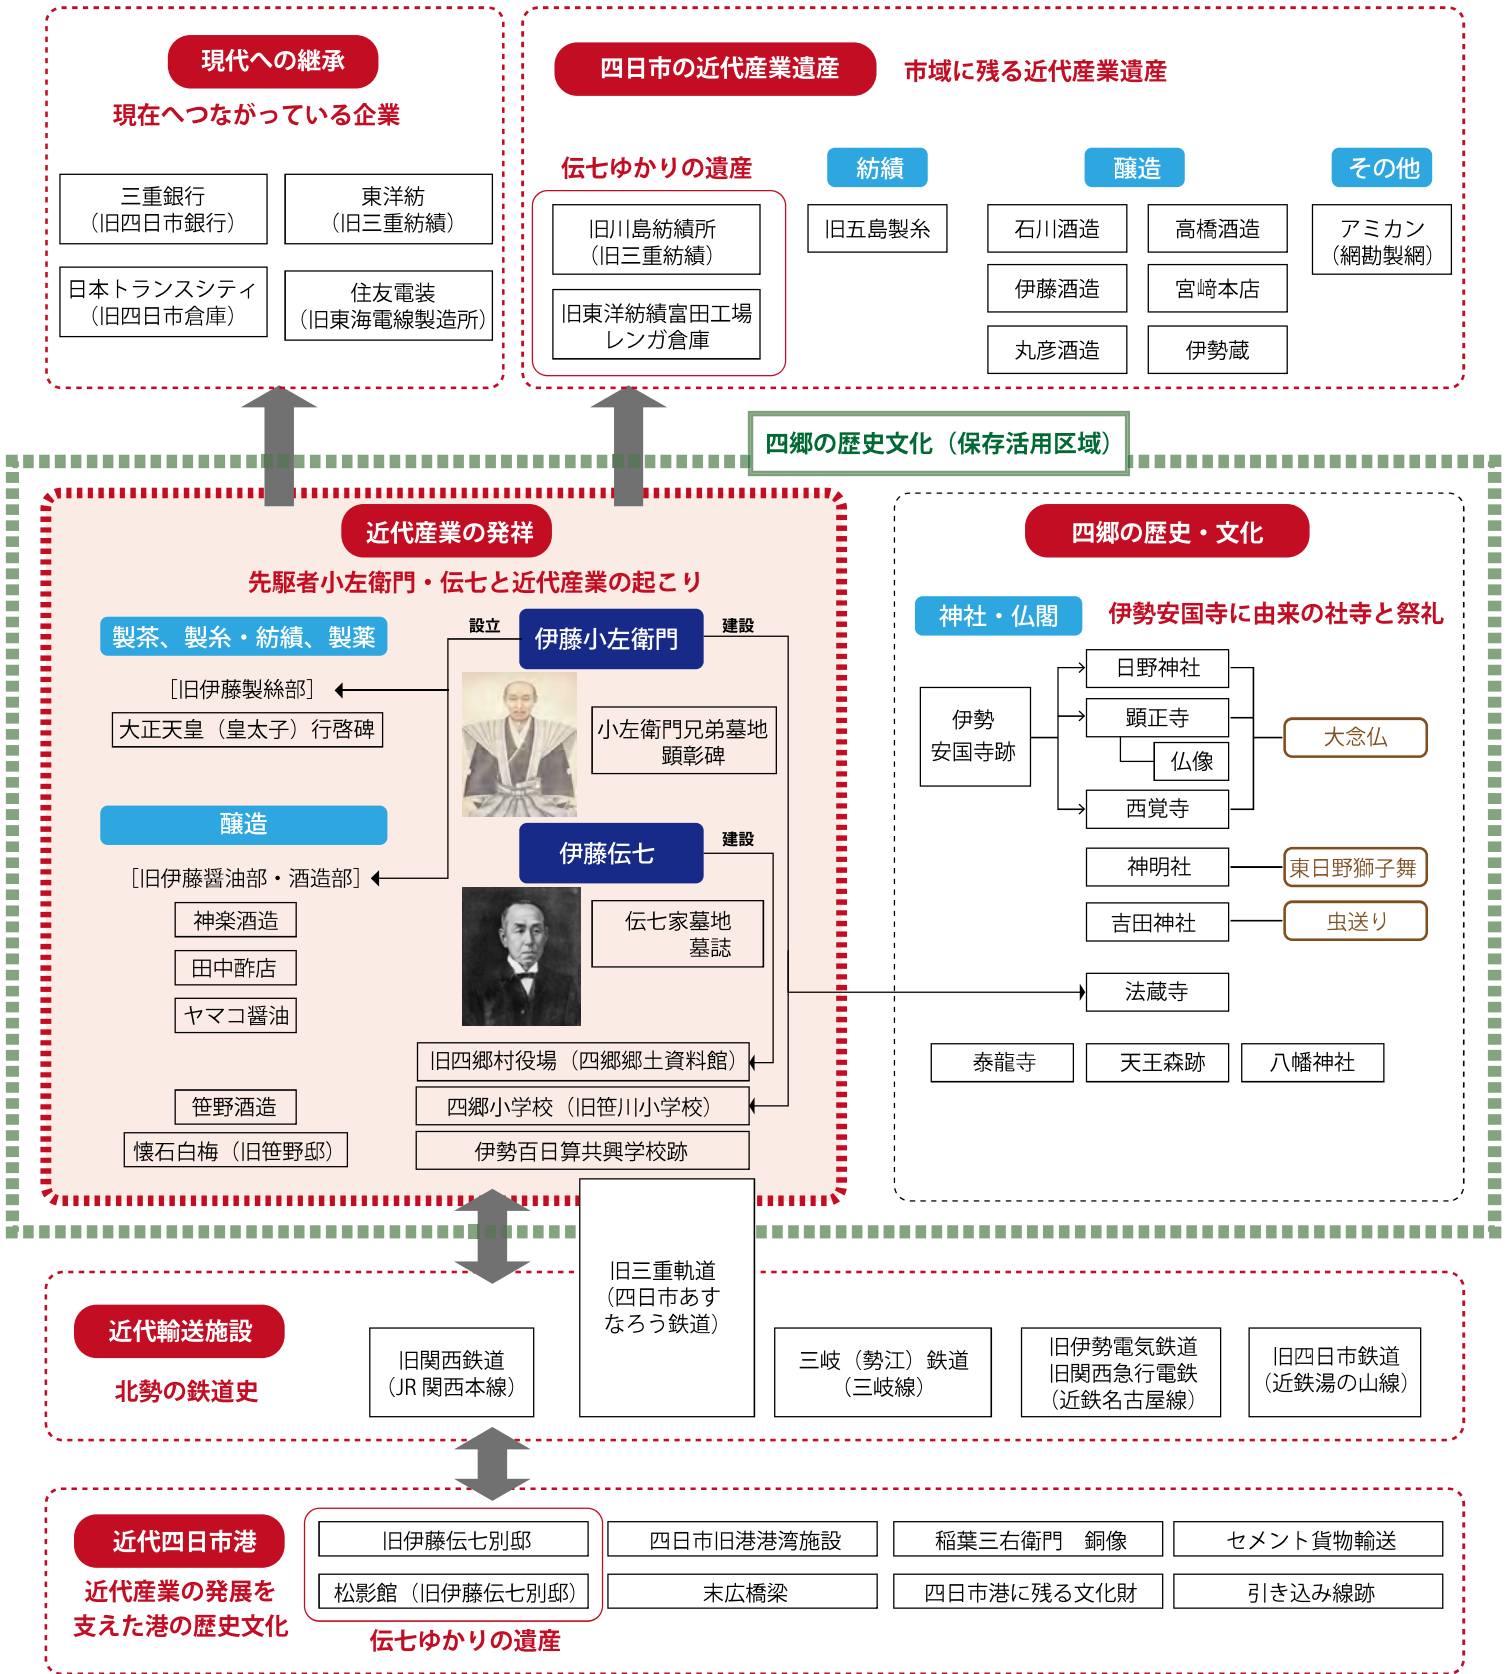 現代への継承
現在へつながっている企業
三重銀行
（旧四日市銀行）
東洋紡
（旧三重紡績）
日本トランスシティ
（旧四日市倉庫）
住友電装
（旧東海電線製造所）
四日市の近代産業遺産
市域に残る近代産業遺産
伝七ゆかりの遺産
旧川島紡績所
（旧三重紡績）
旧東洋紡績富田工場
レンガ倉庫
紡績
旧五島製糸
醸造
石川酒造
高橋酒造
伊藤酒造
宮﨑本店
丸彦酒造
伊勢蔵
その他
アミカン
（網勘製網）
四郷の歴史文化（保存活用区域）
近代産業の発祥
先駆者小左衛門・伝七と近代産業の起こり
製茶、製糸・紡績、製薬
設立
伊藤小左衛門
建設
［旧伊藤製絲部］
大正天皇（皇太子）行啓碑
小左衛門兄弟墓地
顕彰碑
醸造
伊藤伝七
建設
［旧伊藤醤油部・酒造部］
伝七家墓地
墓誌
神楽酒造
田中酢店
ヤマコ醤油
旧四郷村役場（四郷郷土資料館）
笹野酒造
四郷小学校（旧笹川小学校）
懐石白梅（旧笹野邸）
伊勢百日算共興学校跡
四郷の歴史・文化
神社・仏閣
伊勢安国寺に由来の社寺と祭礼
伊勢
安国寺跡
日野神社
顕正寺
仏像
西覚寺
大念仏
神明社
東日野獅子舞
吉田神社
虫送り
法蔵寺
泰龍寺
天王森跡
八幡神社
近代輸送施設
北勢の鉄道史
旧関西鉄道
（JR 関西本線）
旧三重軌道
（四日市あす
なろう鉄道）
三岐（勢江）鉄道
（三岐線）
旧伊勢電気鉄道
旧関西急行電鉄
（近鉄名古屋線）
旧四日市鉄道
（近鉄湯の山線）
近代四日市港
近代産業の発展を
支えた港の歴史文化
旧伊藤伝七別邸
松影館（旧伊藤伝七別邸）
伝七ゆかりの遺産
四日市旧港港湾施設
稲葉三右衛門　銅像
セメント貨物輸送
末広橋梁
四日市港に残る文化財
引き込み線跡